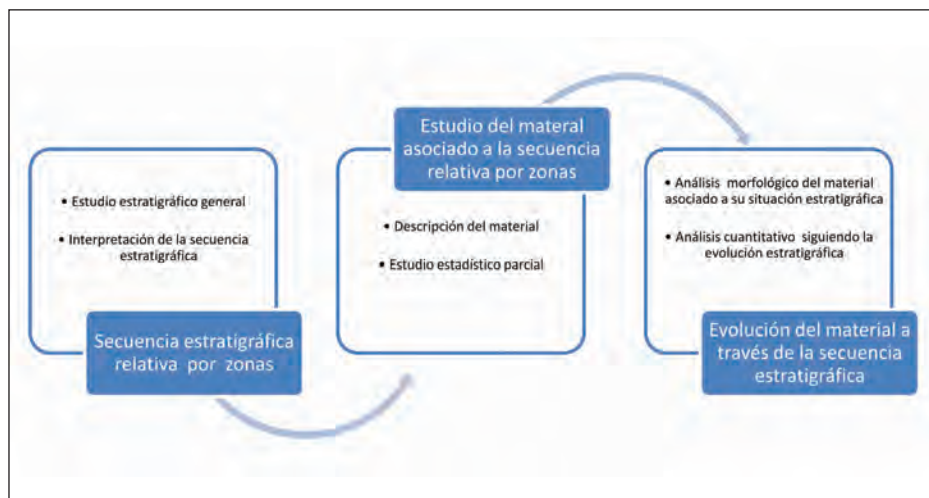 • Estudio estratigráfico general
• Interpretación de la secuencia
estratigráfica
Secuencia estratigráfica
relativa por zonas
Estudio del materal
asociado a la secuencia
relativa por zonas
• Descripción del material
• Estudio estadístico parcial
• Análisis morfológico del material
asociado a su situación estratigráfica
• Análisis cuantitativo siguiendo la
evolución estratigráfica
Evolución del material a
través de la secuencia
estratigráfica